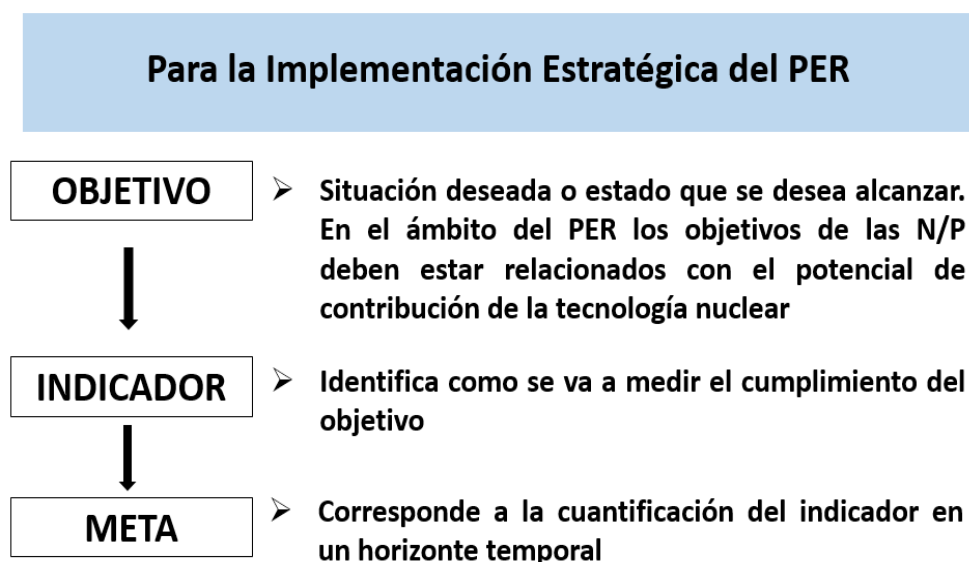 Para la Implementación Estratégica del PER
OBJETIVO
➢ Situación deseada o estado que se desea alcanzar.
En el ámbito del PER los objetivos de las N/P
deben estar relacionados con el potencial de
contribución de la tecnología nuclear
INDICADOR
➢ Identifica como se va a medir el cumplimiento del
objetivo
META
➢ Corresponde a la cuantificación del indicador en
un horizonte temporal